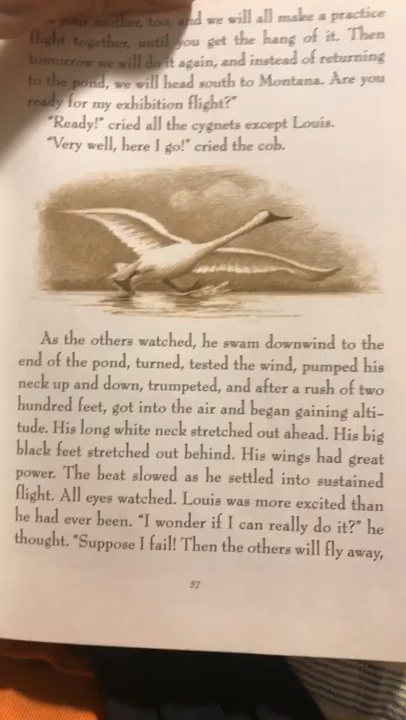 your mother, too, and we will all make a practice
flight together, until you get the hang of it. Then
tomorrow we will do it again, and instead of returning
to the pond, we will head south to Montana. Are you
ready for my exhibition flight?"
"Ready!" cried all the cygnets except Louis.
"Very well, here I go!" cried the cob.
As the others watched, he swam downwind to the
end of the pond, turned, tested the wind, pumped his
neck up and down, trumpeted, and after a rush of two
hundred feet, got into the air and began gaining alti-
tude. His long white neck stretched out ahead. His big
black feet stretched out behind. His wings had great
power. The beat slowed as he settled into sustained
flight. All eyes watched. Louis was more excited than
he had ever been. "I wonder if I can really do it?" he
thought. "Suppose I fail! Then the others will fly away,
57